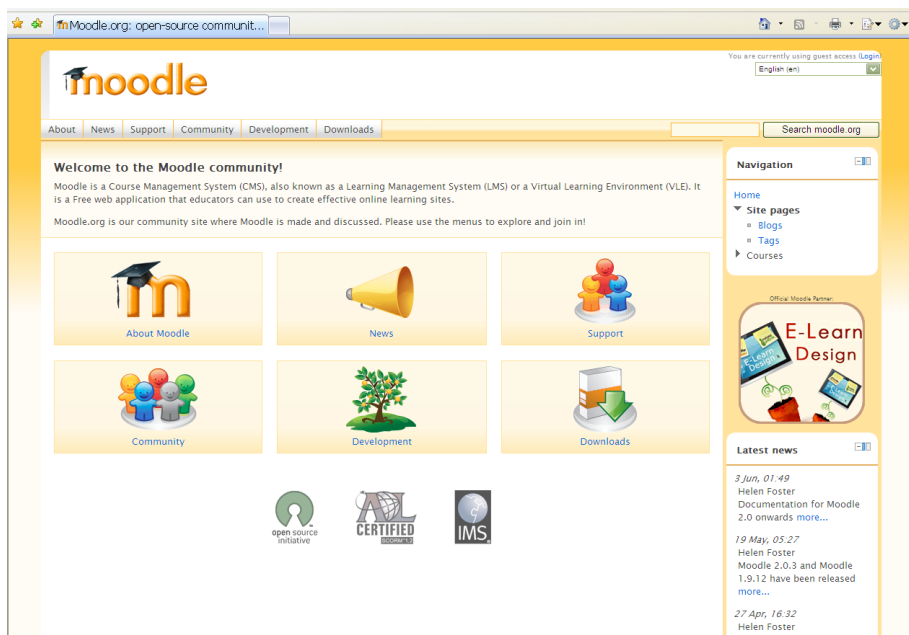 Moodle.org: open-source communit...
You are currently using guest access (Login)
English (en)
moodle
About News Support Community Development Downloads
Search moodle.org
Welcome to the Moodle community!
Moodle is a Course Management System (CMS), also known as a Learning Management System (LMS) or a Virtual Learning Environment (VLE). It
is a Free web application that educators can use to create effective online learning sites.
Moodle.org is our community site where Moodle is made and discussed. Please use the menus to explore and join in!
About Moodle
News
Support
Community
Development
Downloads
open source
initiative
ADL
CERTIFIED
SCORM 1.2
IMS
Navigation
Home
Site pages
Blogs
Tags
Courses
Official Moodle Partner:
E-Learn
Design
E-Learn
Design
Latest news
3 Jun, 01:49
Helen Foster
Documentation for Moodle
2.0 onwards more...
19 May, 05:27
Helen Foster
Moodle 2.0.3 and Moodle
1.9.12 have been released
more...
27 Apr, 16:32
Helen Foster